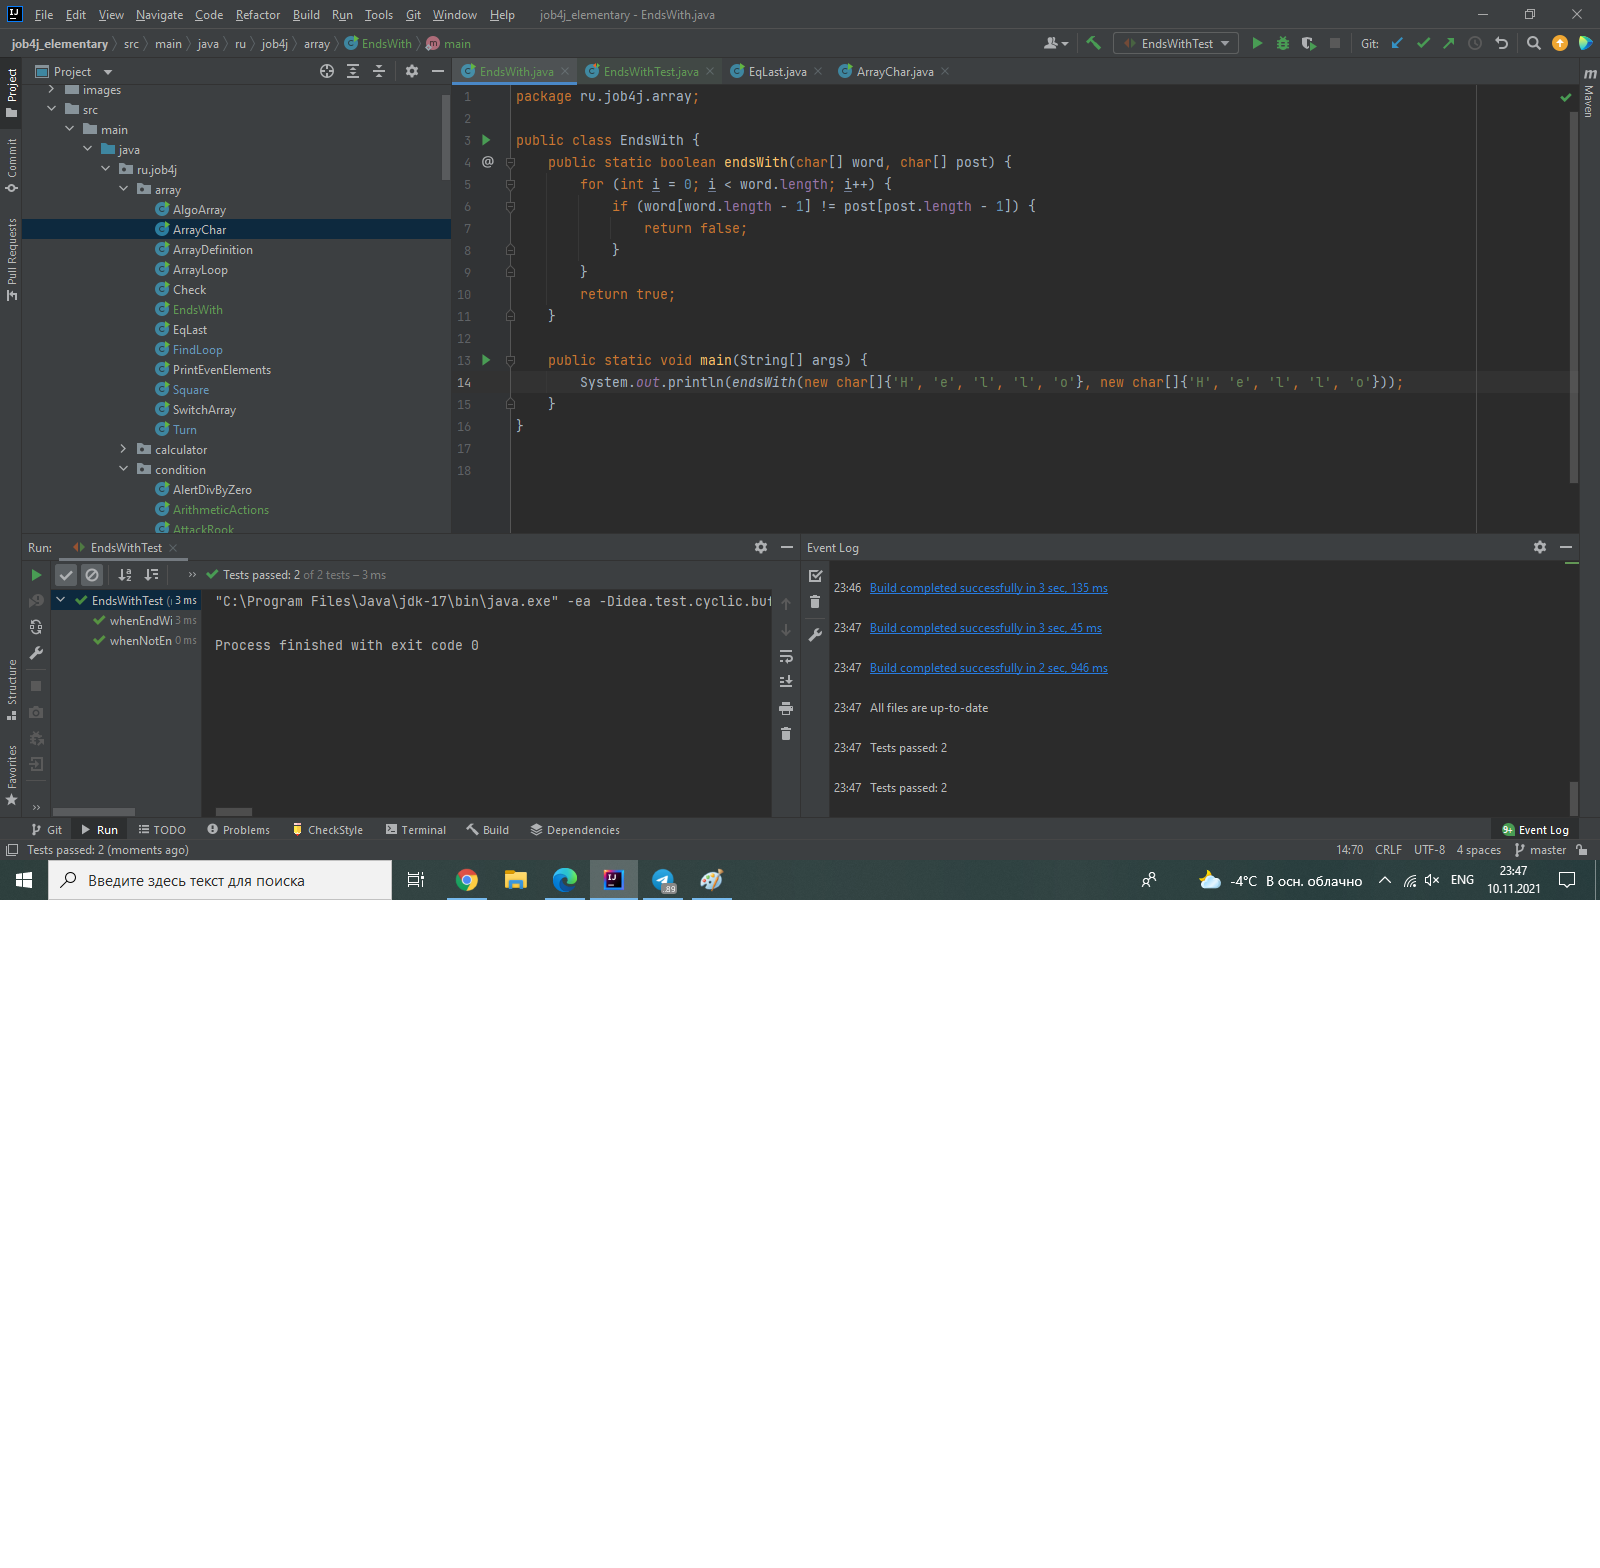 File Edit View Navigate Code Refactor Build Run Tools Git Window Help job4j_elementary - EndsWith.java
job4j_elementary src main java ru job4j array EndsWith main EndsWithTest Git:
Project
EndsWith.java EndsWithTest.java EqLast.java ArrayChar.java
Project
Commit
Pull Requests
Structure
Favorites
Maven
images
src
main
java
ru.job4j
array
AlgoArray
ArrayChar
ArrayDefinition
ArrayLoop
Check
EndsWith
EqLast
FindLoop
PrintEvenElements
Square
SwitchArray
Turn
calculator
condition
AlertDivByZero
ArithmeticActions
AttackRook
1 package ru.job4j.array;
2
3 public class EndsWith {
4 public static boolean endsWith(char[] word, char[] post) {
5 for (int i = 0; i < word.length; i++) {
6 if (word[word.length - 1] != post[post.length - 1]) {
7 return false;
8 }
9 }
10 return true;
11 }
12
13 public static void main(String[] args) {
14 System.out.println(endsWith(new char[]{'H', 'e', 'l', 'l', 'o'}, new char[]{'H', 'e', 'l', 'l', 'o'}));
15 }
16 }
17
18
Run: EndsWithTest
Tests passed: 2 of 2 tests – 3 ms
EndsWithTest (r 3 ms
whenEndWi 3 ms
whenNotEn 0 ms
"C:\Program Files\Java\jdk-17\bin\java.exe" -ea -Didea.test.cyclic.buf
Process finished with exit code 0
Event Log
23:46 Build completed successfully in 3 sec, 135 ms
23:47 Build completed successfully in 3 sec, 45 ms
23:47 Build completed successfully in 2 sec, 946 ms
23:47 All files are up-to-date
23:47 Tests passed: 2
23:47 Tests passed: 2
Git Run TODO Problems CheckStyle Terminal Build Dependencies Event Log
Tests passed: 2 (moments ago) 14:70 CRLF UTF-8 4 spaces master
Введите здесь текст для поиска
89
-4°C В осн. облачно ENG
23:47
10.11.2021